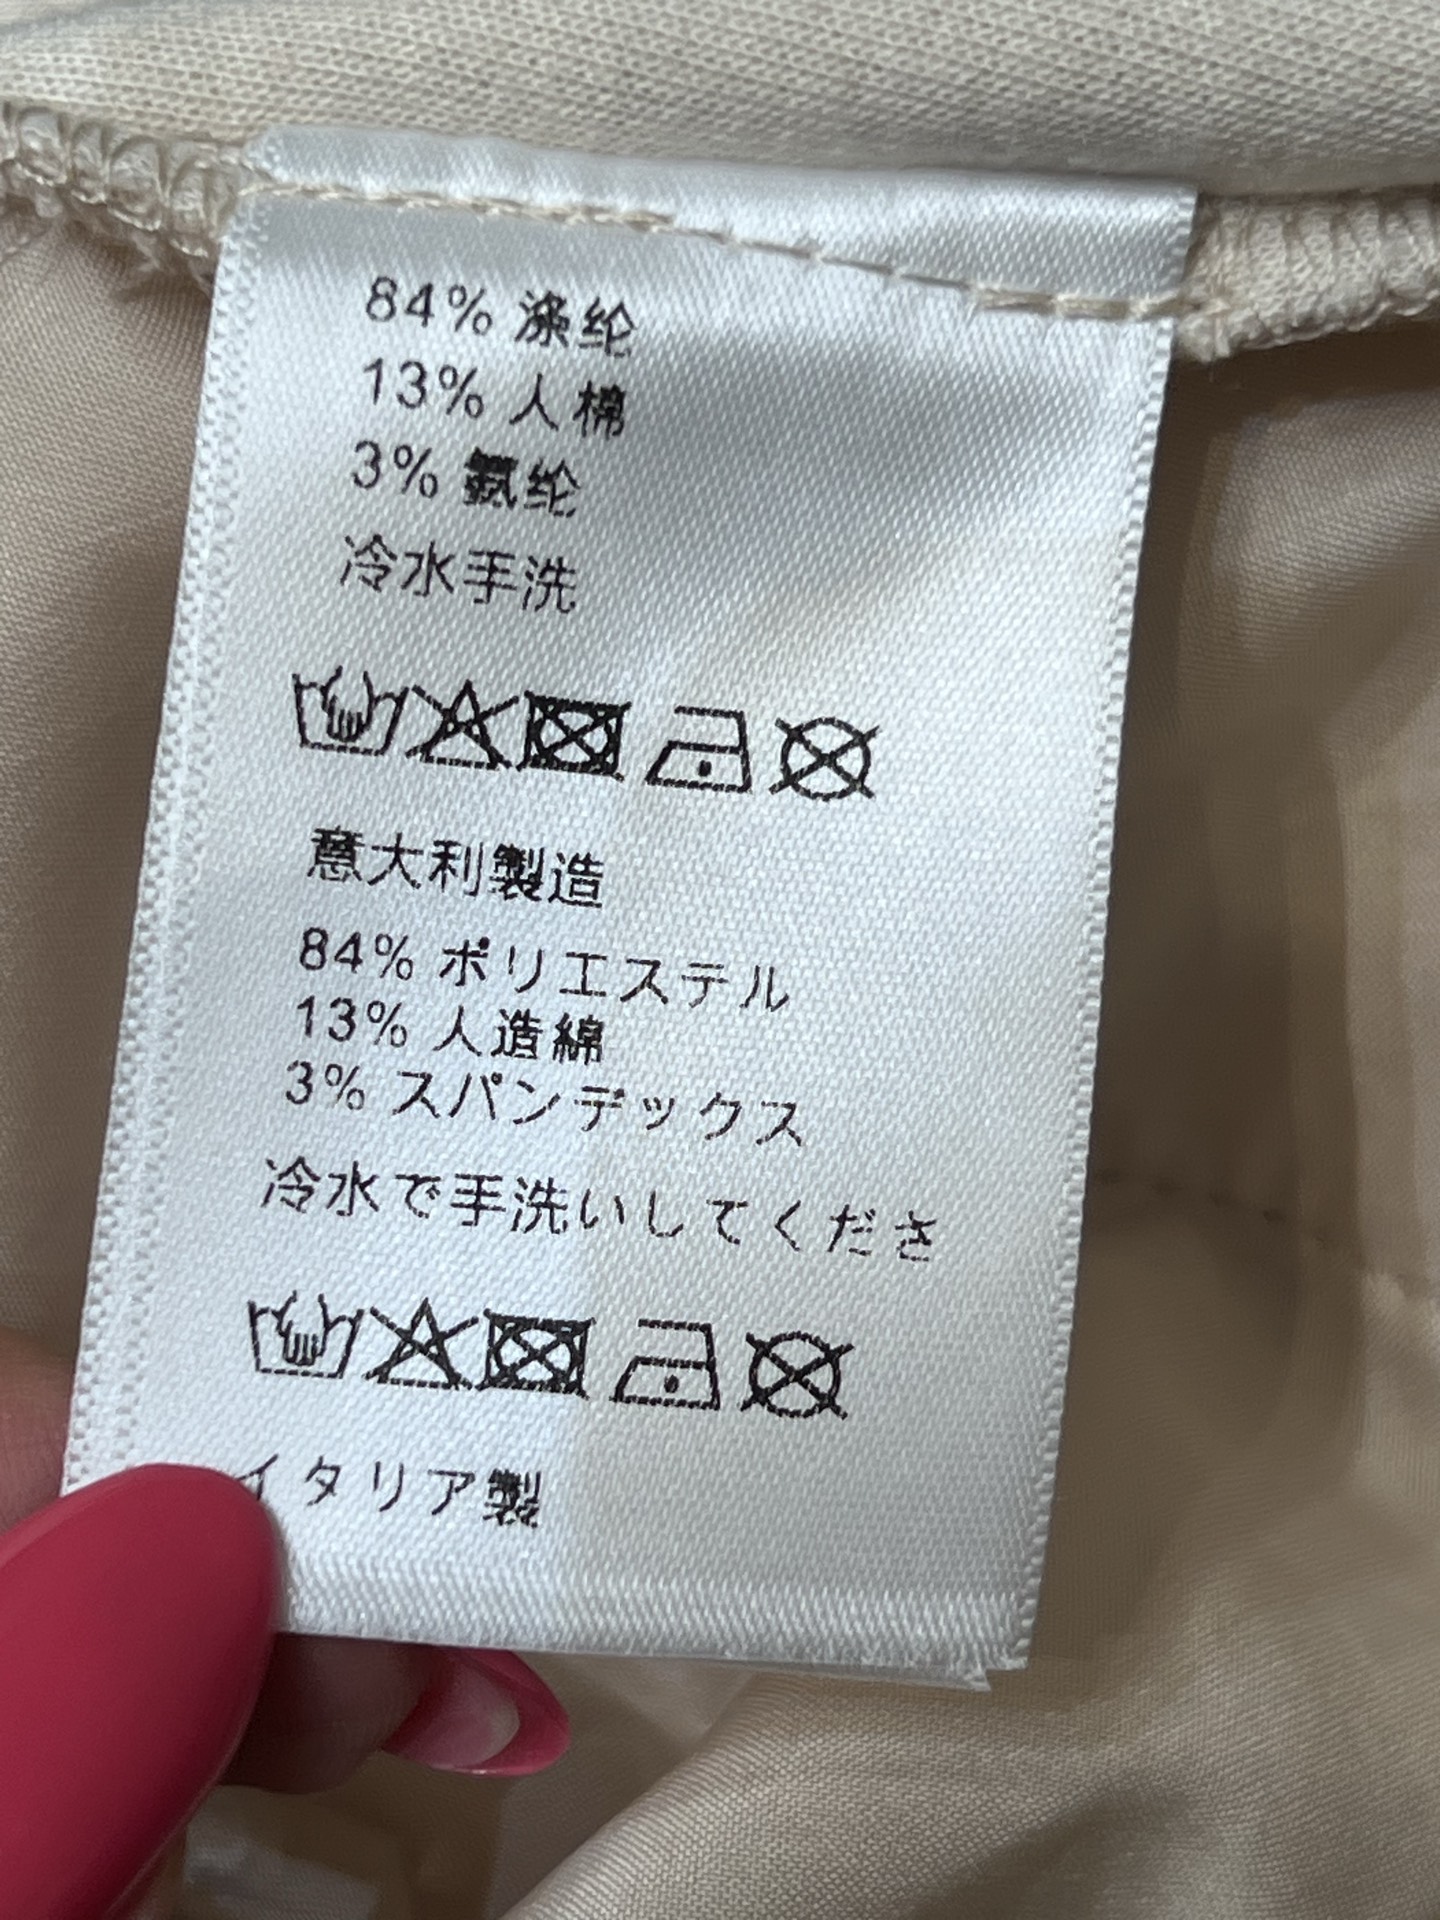 84% 涤纶
13% 人棉
3% 氨纶
冷水手洗
意大利製造
84% ポリエステル
13% 人造綿
3% スパンデックス
冷水で手洗いしてくださ
イタリア製